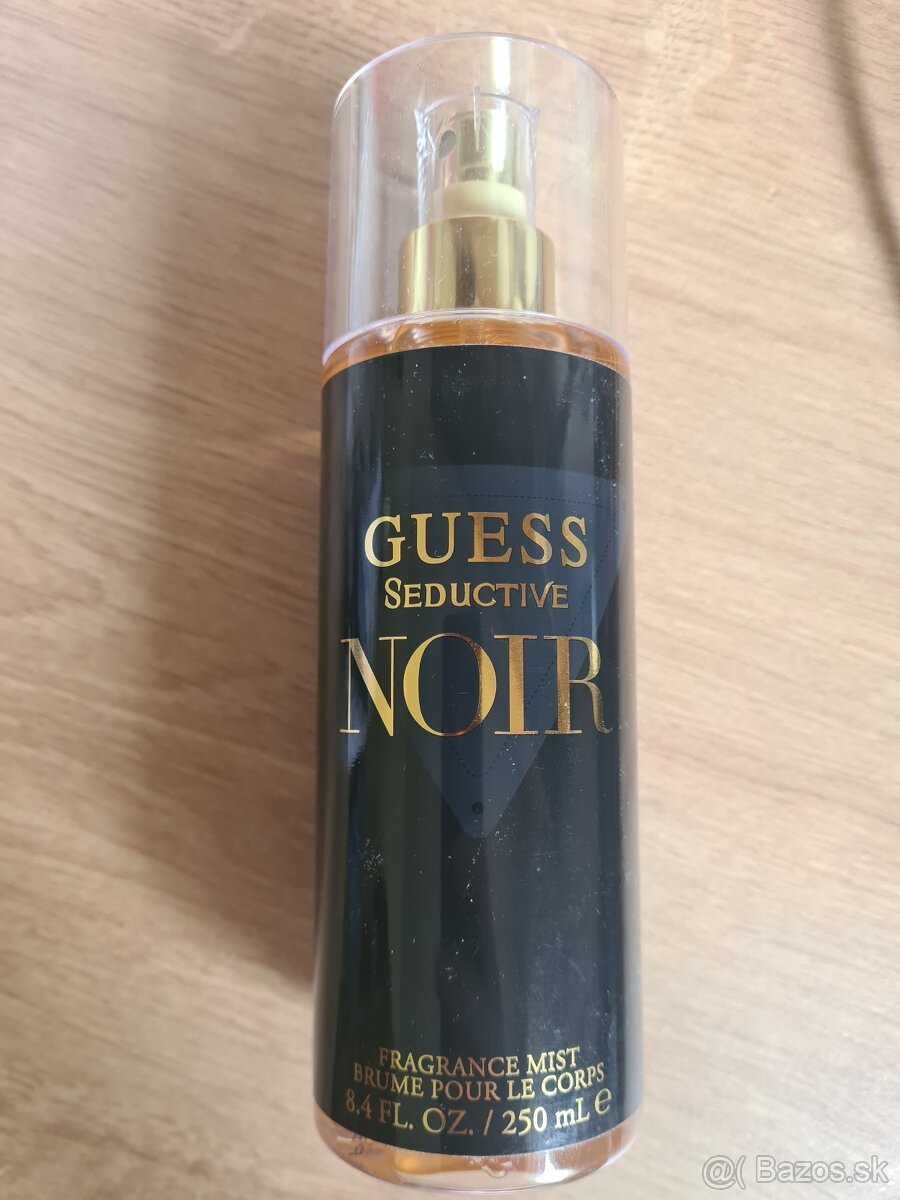 GUESS
SEDUCTIVE
NOIR
FRAGRANCE MIST
BRUME POUR LE CORPS
8.4 FL. OZ. / 250 mL ℮
@( Bazos.sk